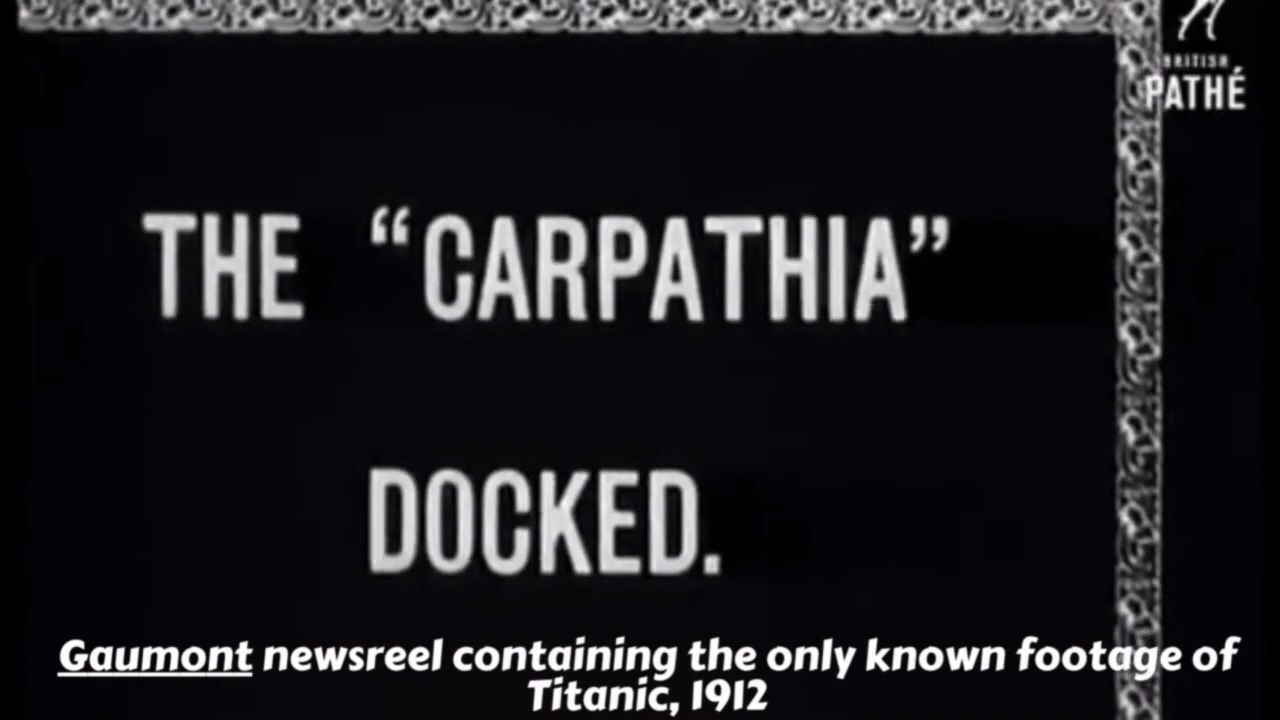 BRITISH
PATHÉ
THE “CARPATHIA”
DOCKED.
Gaumont newsreel containing the only known footage of
Titanic, 1912